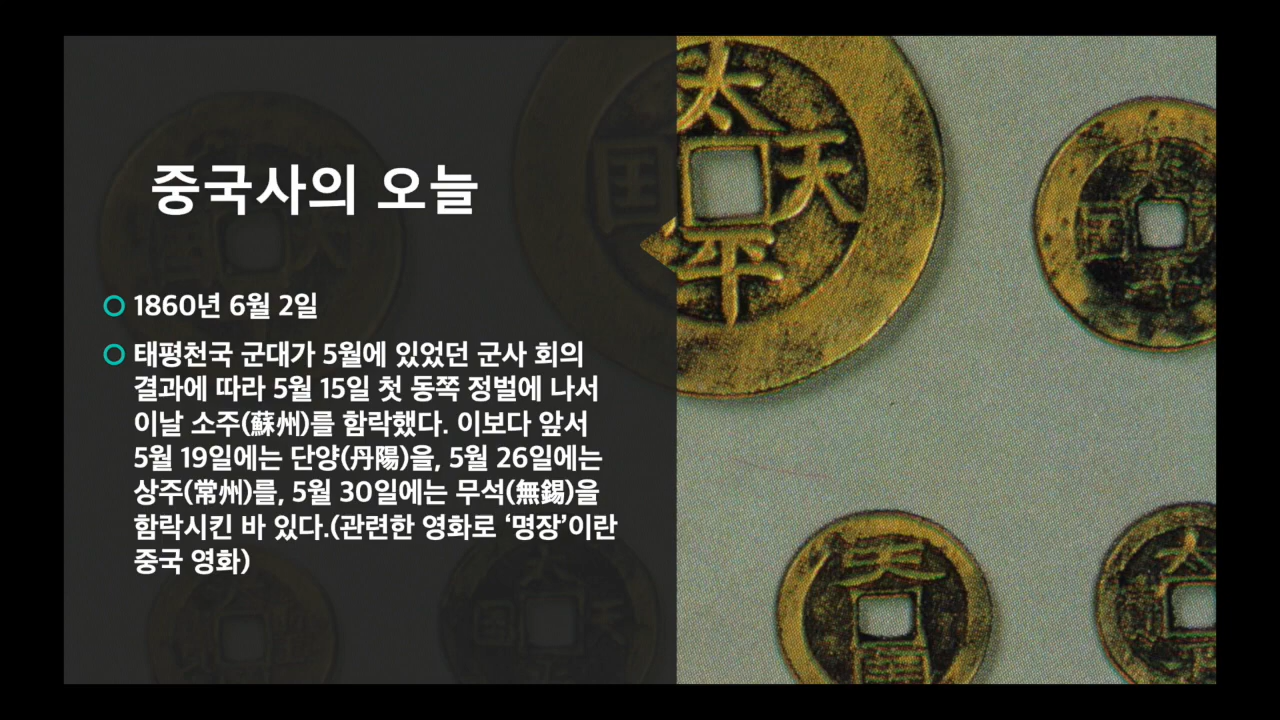 중국사의 오늘
1860년 6월 2일
태평천국 군대가 5월에 있었던 군사 회의
결과에 따라 5월 15일 첫 동쪽 정벌에 나서
이날 소주(蘇州)를 함락했다. 이보다 앞서
5월 19일에는 단양(丹陽)을, 5월 26일에는
상주(常州)를, 5월 30일에는 무석(無錫)을
함락시킨 바 있다.(관련한 영화로 ‘명장’이란
중국 영화)
太
天
国
平
天
国
太